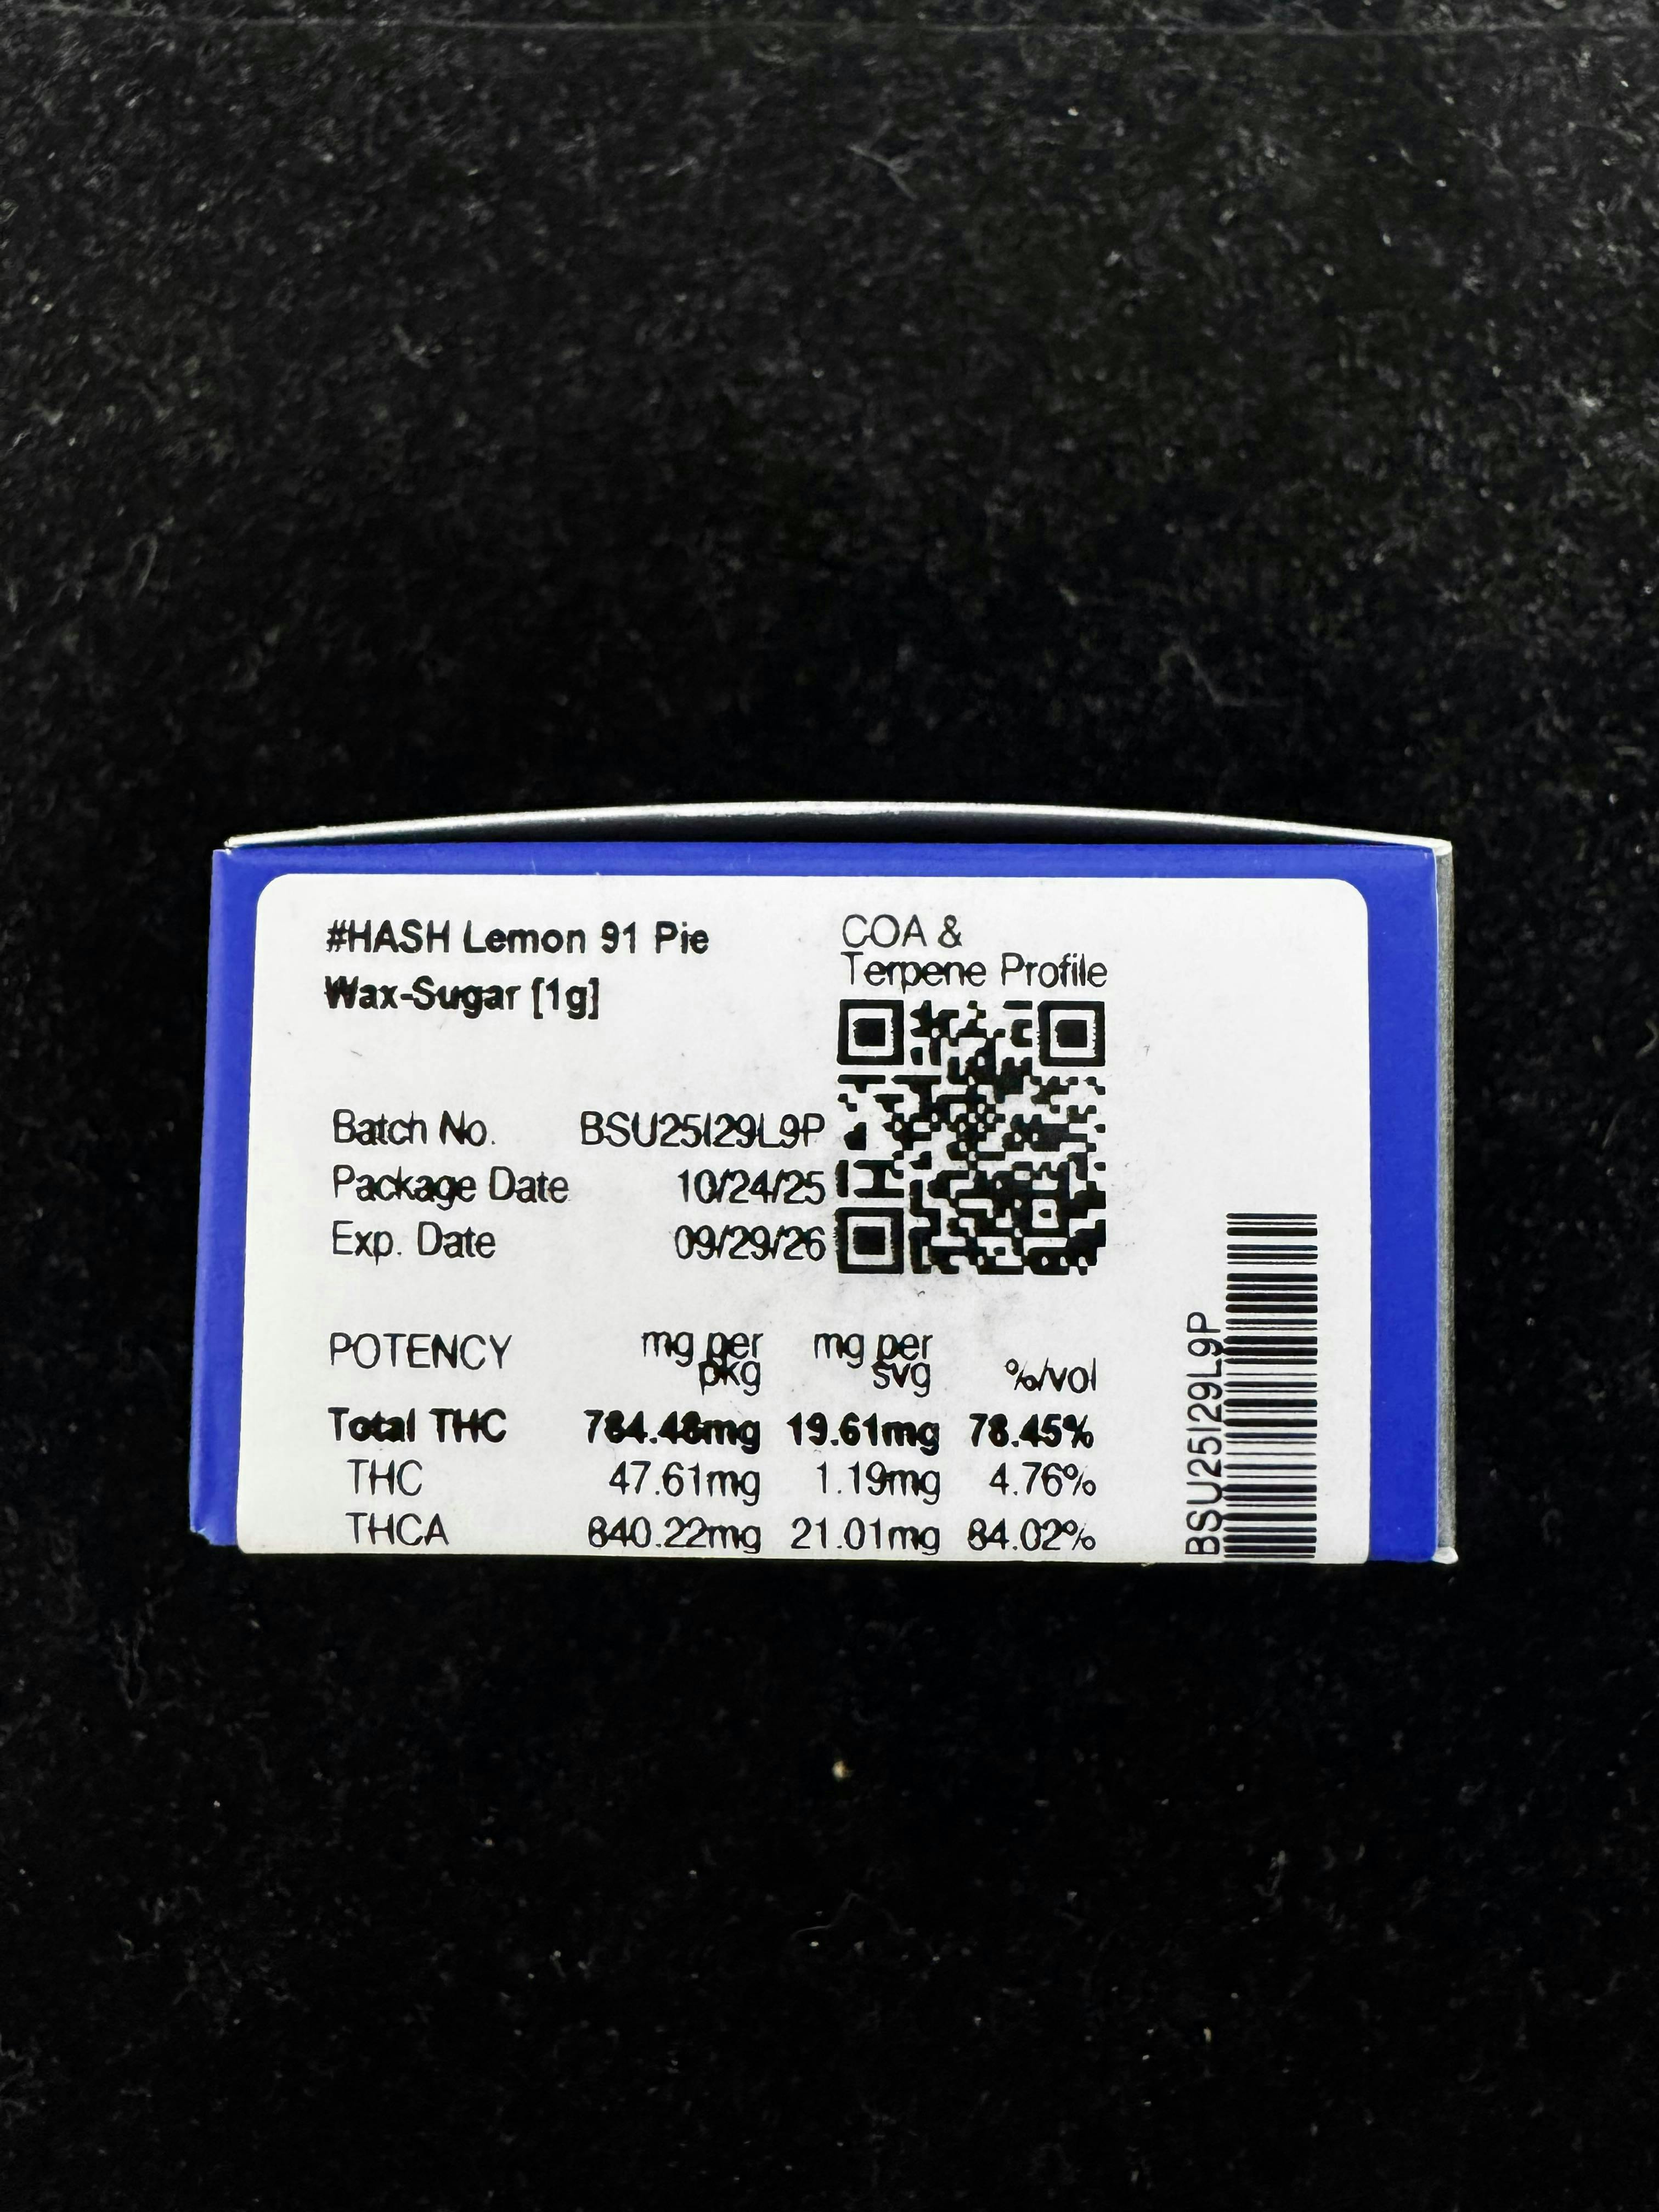 #HASH Lemon 91 Pie
Wax-Sugar [1g]
COA &
Terpene Profile
Batch No. BSU25I29L9P
Package Date 10/24/25
Exp. Date 09/29/26
POTENCY mg per pkg mg per svg %/vol
Total THC 784.48mg 19.61mg 78.45%
THC 47.61mg 1.19mg 4.76%
THCA 840.22mg 21.01mg 84.02%
BSU25I29L9P